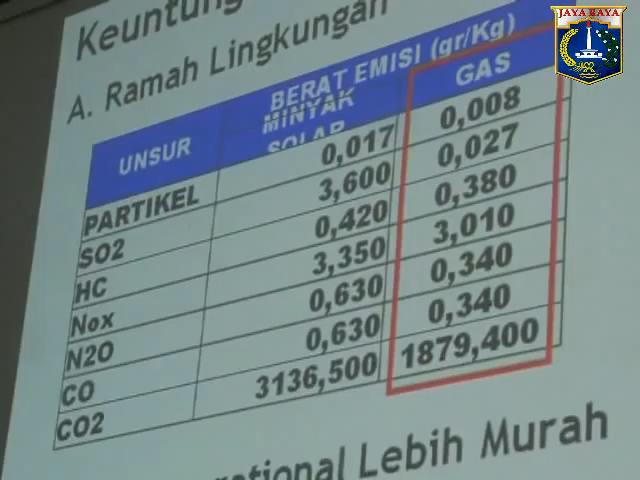 JAYA RAYA
A. Ramah Lingkungan
BERAT EMISI (gr/Kg)
UNSUR MINYAK SOLAR GAS
PARTIKEL 0,017 0,008
SO2 3,600 0,027
HC 0,420 0,380
Nox 3,350 3,010
N2O 0,630 0,340
CO 0,630 0,340
CO2 3136,500 1879,400
Lebih Murah